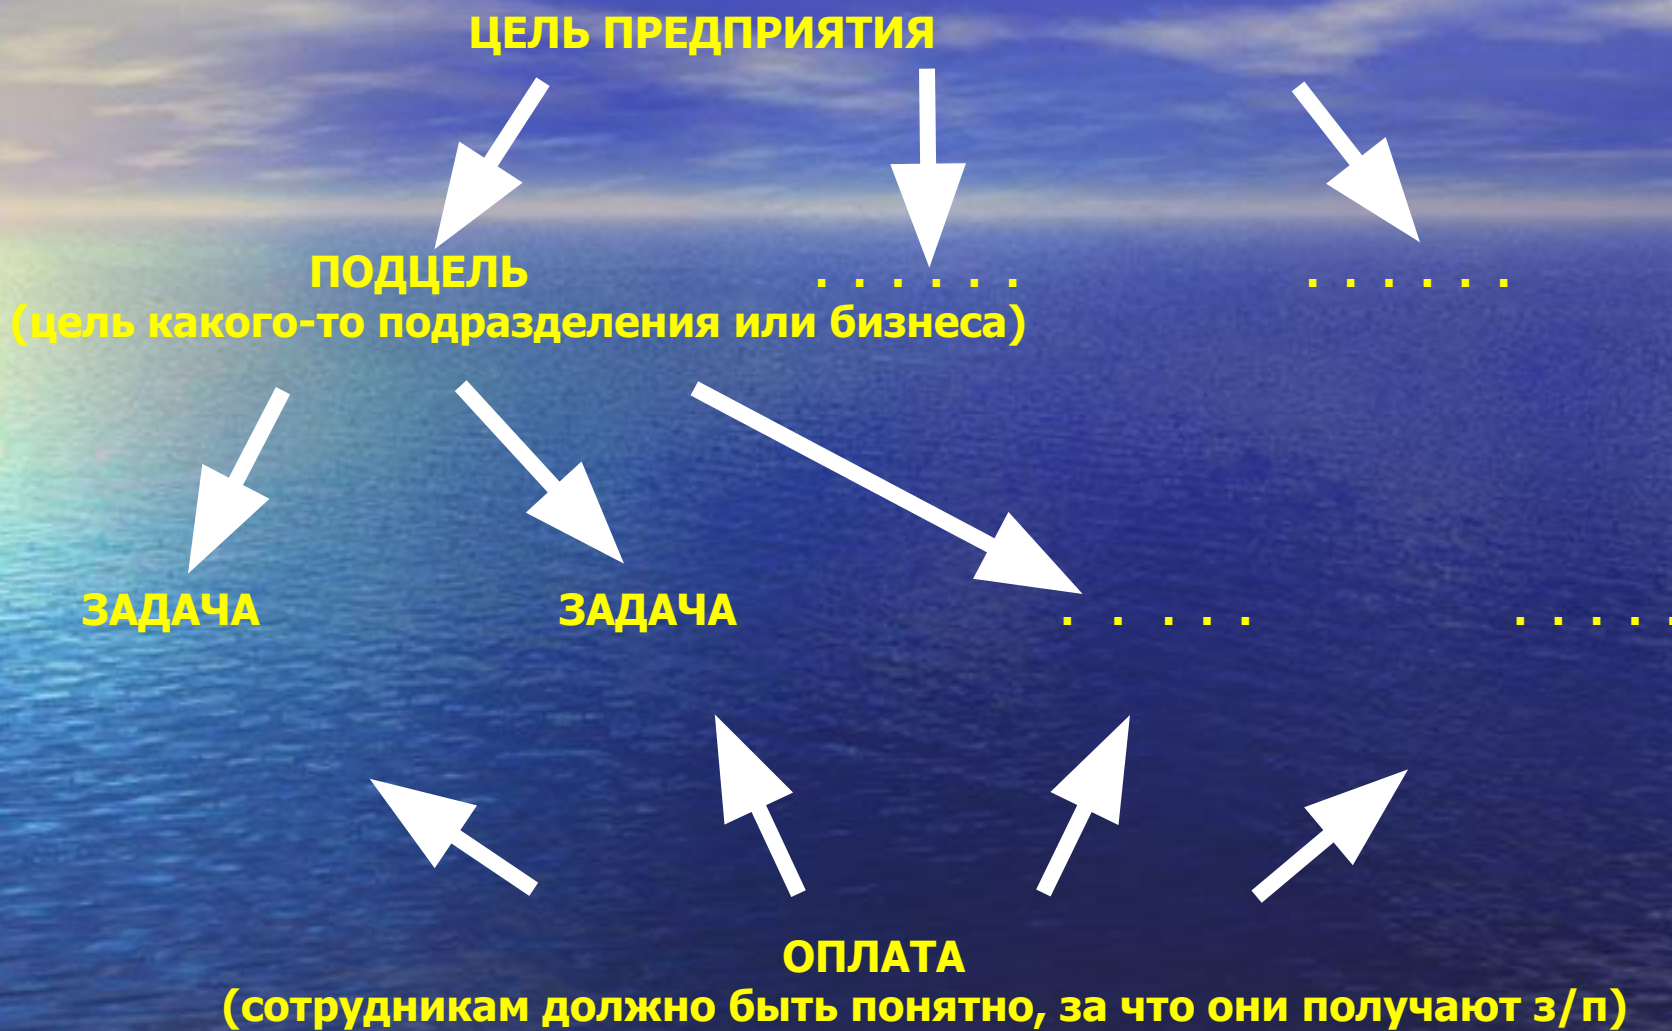 ЦЕЛЬ ПРЕДПРИЯТИЯ
ПОДЦЕЛЬ . . . . . . . . . . . .
(цель какого-то подразделения или бизнеса)
ЗАДАЧА ЗАДАЧА . . . . . . . . . .
ОПЛАТА
(сотрудникам должно быть понятно, за что они получают з/п)